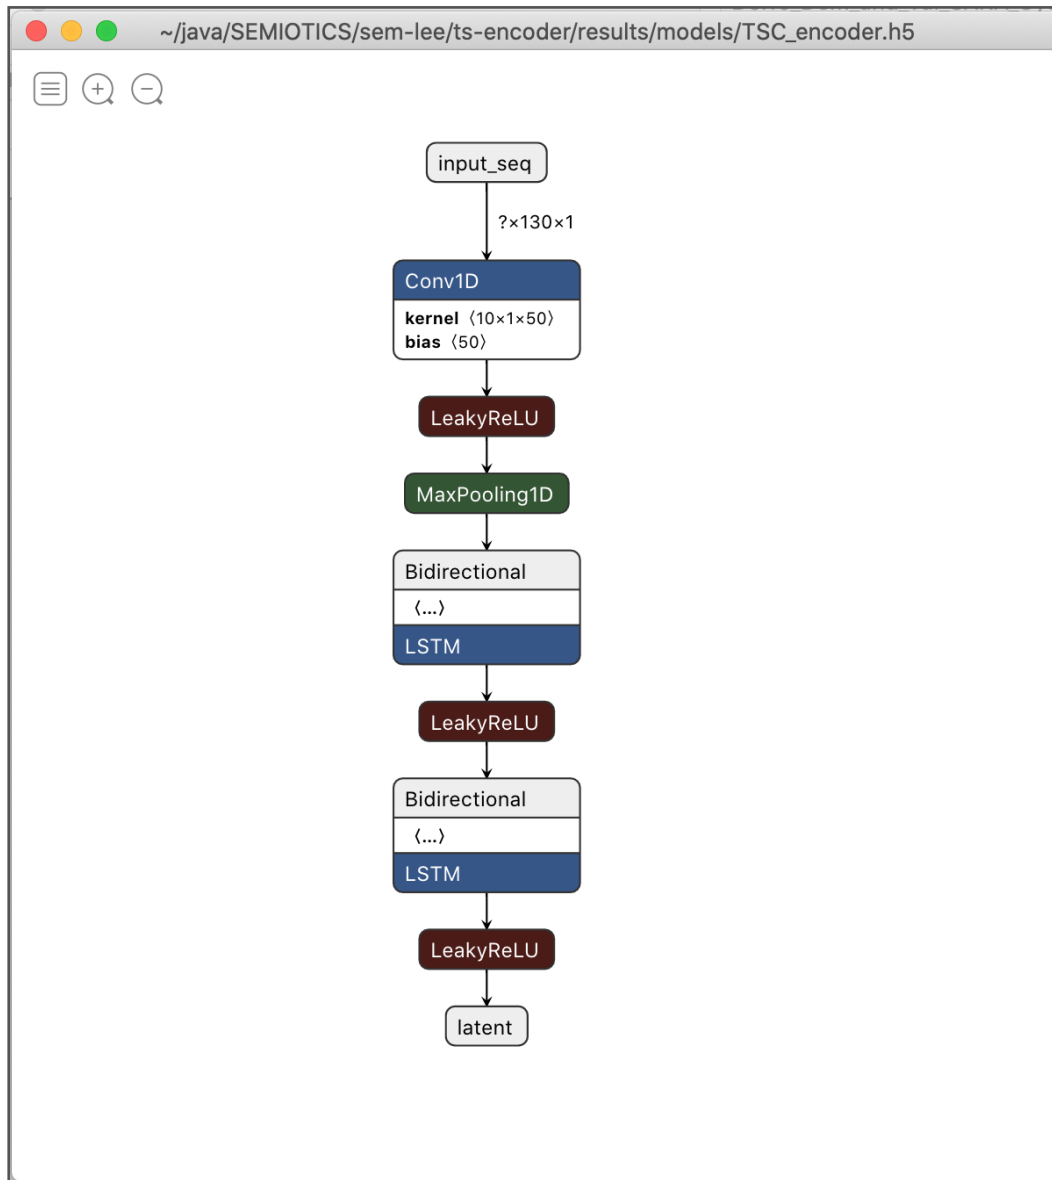 ~/java/SEMIOTICS/sem-lee/ts-encoder/results/models/TSC_encoder.h5
input_seq
?×130×1
Conv1D
kernel ⟨10×1×50⟩
bias ⟨50⟩
LeakyReLU
MaxPooling1D
Bidirectional
⟨...⟩
LSTM
LeakyReLU
Bidirectional
⟨...⟩
LSTM
LeakyReLU
latent